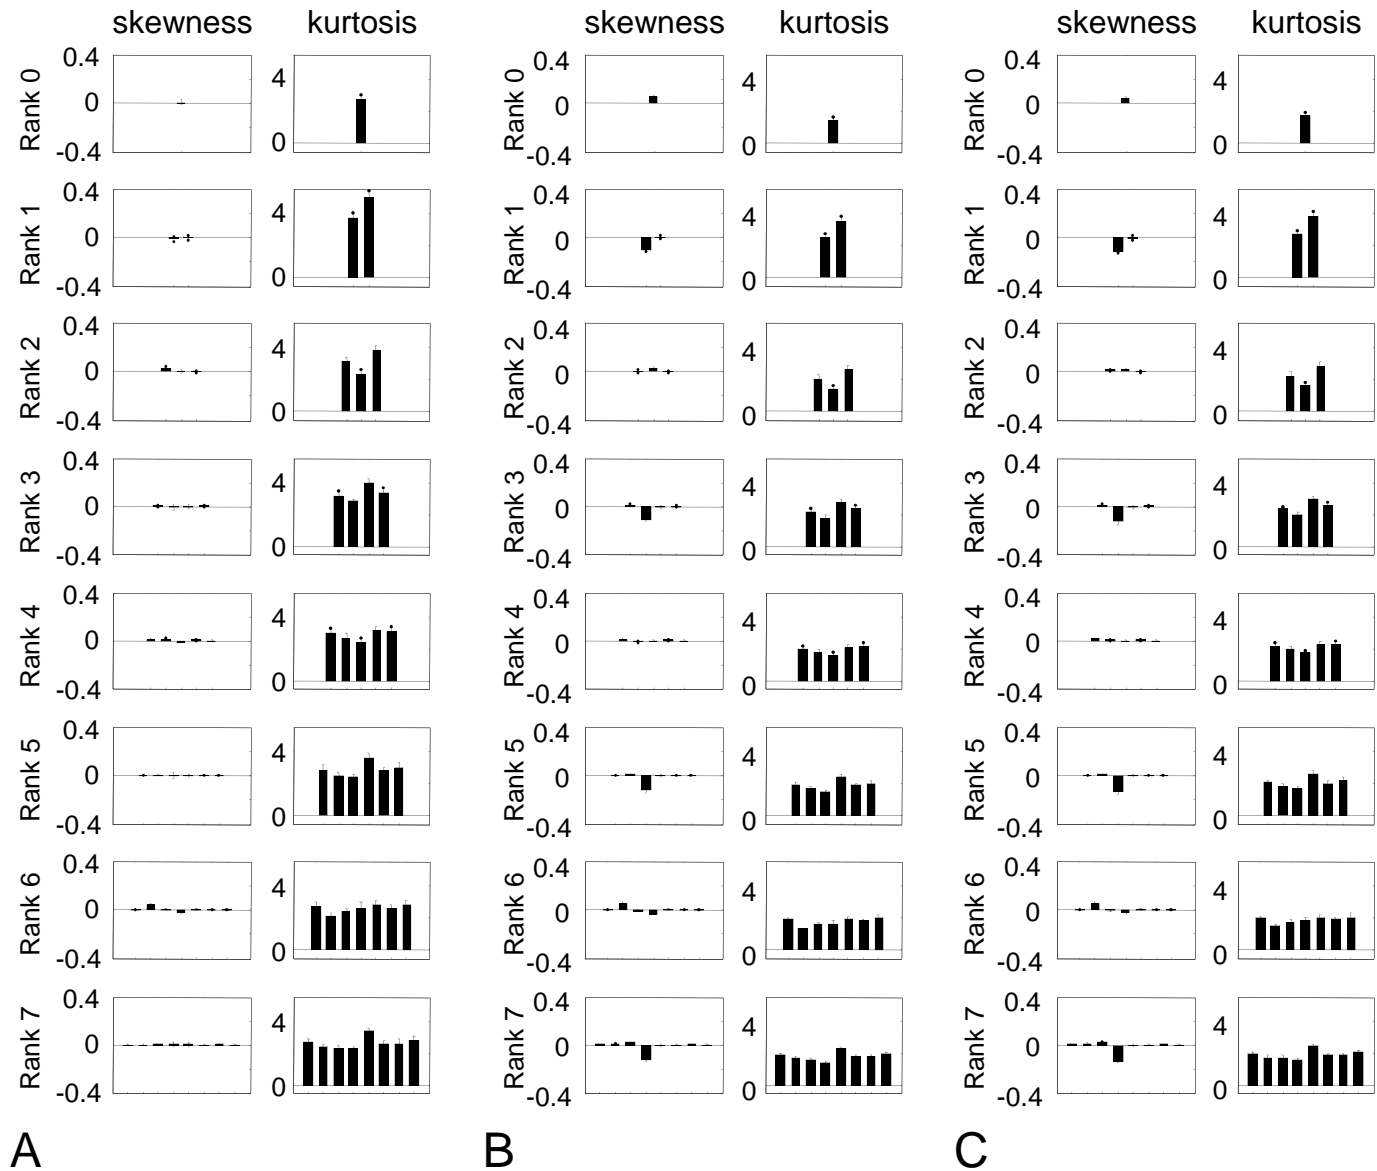 skewness kurtosis skewness kurtosis skewness kurtosis
Rank 0 0.4 0 -0.4 4 0 Rank 0 0.4 0 -0.4 4 0 Rank 0 0.4 0 -0.4 4 0
Rank 1 0.4 0 -0.4 4 0 Rank 1 0.4 0 -0.4 4 0 Rank 1 0.4 0 -0.4 4 0
Rank 2 0.4 0 -0.4 4 0 Rank 2 0.4 0 -0.4 4 0 Rank 2 0.4 0 -0.4 4 0
Rank 3 0.4 0 -0.4 4 0 Rank 3 0.4 0 -0.4 4 0 Rank 3 0.4 0 -0.4 4 0
Rank 4 0.4 0 -0.4 4 0 Rank 4 0.4 0 -0.4 4 0 Rank 4 0.4 0 -0.4 4 0
Rank 5 0.4 0 -0.4 4 0 Rank 5 0.4 0 -0.4 4 0 Rank 5 0.4 0 -0.4 4 0
Rank 6 0.4 0 -0.4 4 0 Rank 6 0.4 0 -0.4 4 0 Rank 6 0.4 0 -0.4 4 0
Rank 7 0.4 0 -0.4 4 0 Rank 7 0.4 0 -0.4 4 0 Rank 7 0.4 0 -0.4 4 0
A B C